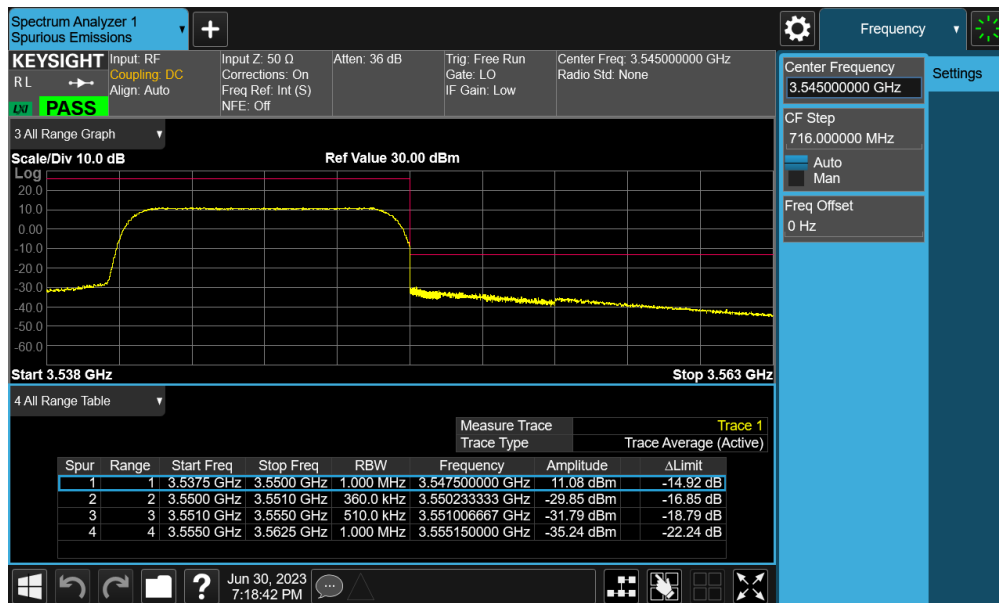 Spectrum Analyzer 1
Spurious Emissions
Frequency
KEYSIGHT
RL
LXI
PASS
Input: RF
Coupling: DC
Align: Auto
Input Z: 50 Ω
Corrections: On
Freq Ref: Int (S)
NFE: Off
Atten: 36 dB
Trig: Free Run
Gate: LO
IF Gain: Low
Center Freq: 3.545000000 GHz
Radio Std: None
Center Frequency
3.545000000 GHz
Settings
CF Step
716.000000 MHz
Auto
Man
Freq Offset
0 Hz
3 All Range Graph
Scale/Div 10.0 dB
Ref Value 30.00 dBm
Log
20.0
10.0
0.00
-10.0
-20.0
-30.0
-40.0
-50.0
-60.0
Start 3.538 GHz
Stop 3.563 GHz
4 All Range Table
Measure Trace Trace 1
Trace Type Trace Average (Active)
Spur Range Start Freq Stop Freq RBW Frequency Amplitude ΔLimit
1 1 3.5375 GHz 3.5500 GHz 1.000 MHz 3.547500000 GHz 11.08 dBm -14.92 dB
2 2 3.5500 GHz 3.5510 GHz 360.0 kHz 3.550233333 GHz -29.85 dBm -16.85 dB
3 3 3.5510 GHz 3.5550 GHz 510.0 kHz 3.551006667 GHz -31.79 dBm -18.79 dB
4 4 3.5550 GHz 3.5625 GHz 1.000 MHz 3.555150000 GHz -35.24 dBm -22.24 dB
?
Jun 30, 2023
7:18:42 PM